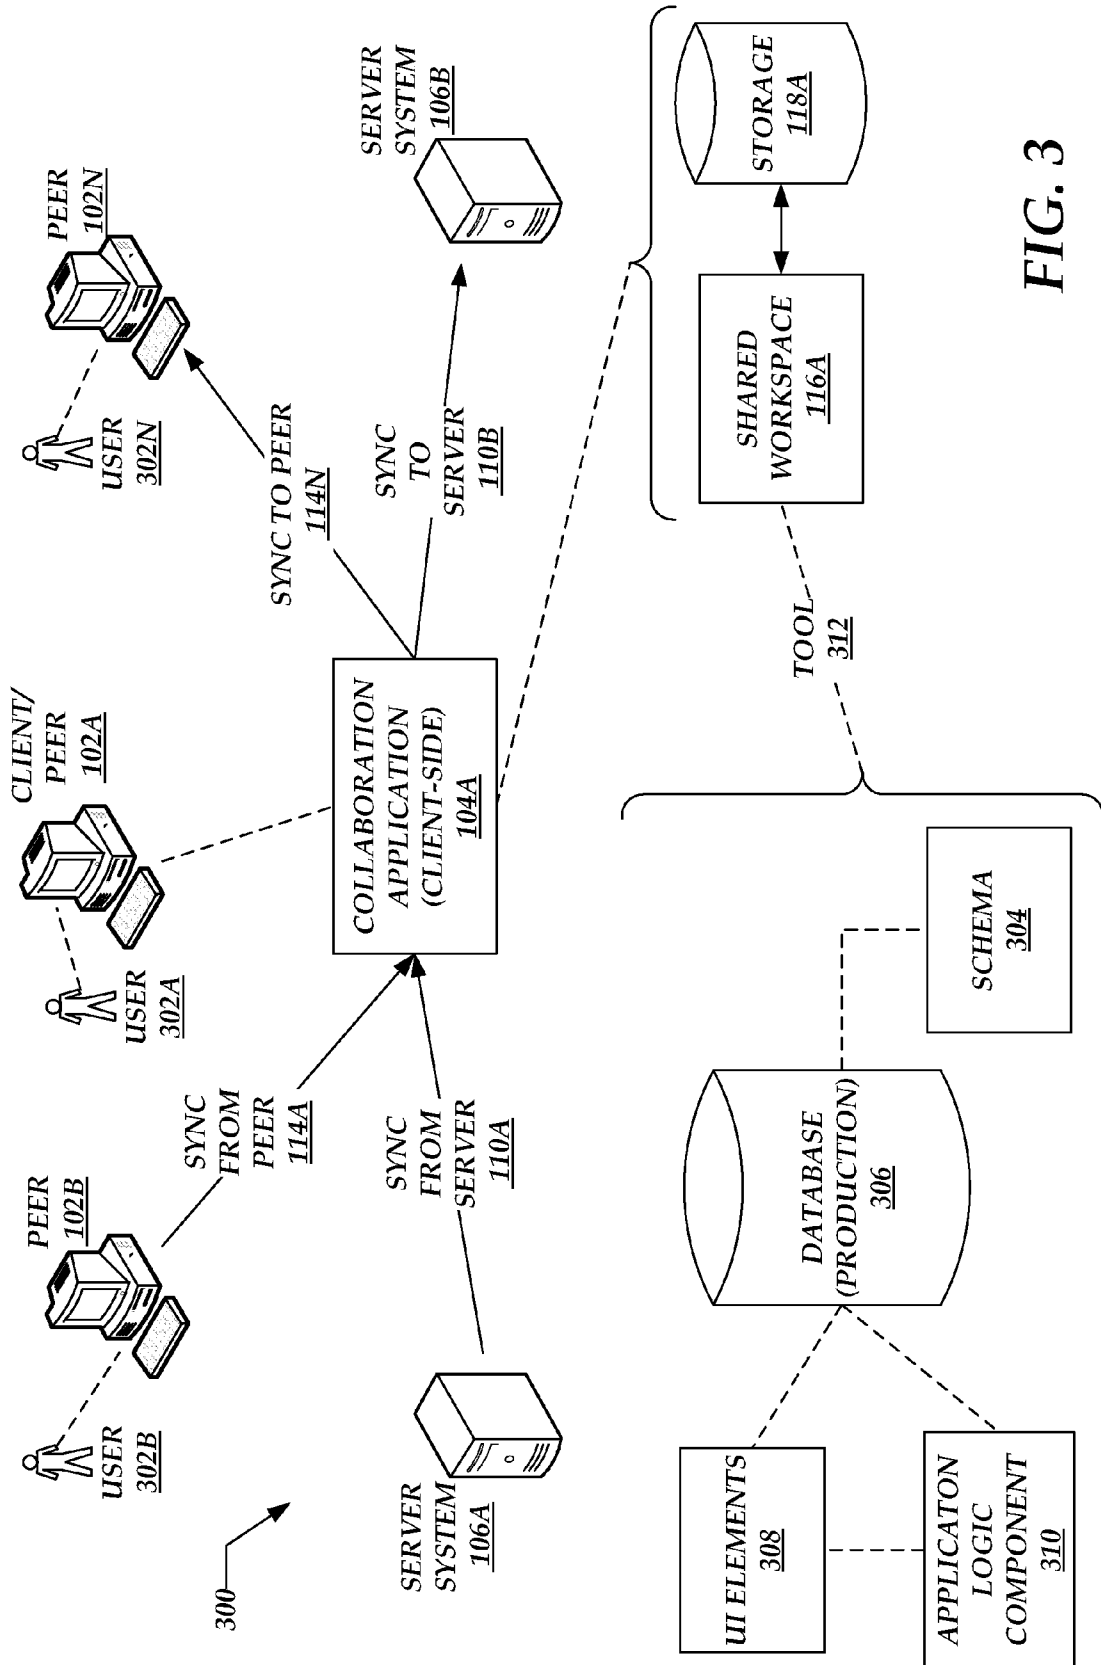 300
USER
302B
PEER
102B
USER
302A
CLIENT/
PEER
102A
USER
302N
PEER
102N
SYNC
FROM
PEER
114A
SYNC TO PEER
114N
SERVER
SYSTEM
106A
SYNC
FROM
SERVER
110A
COLLABORATION
APPLICATION
(CLIENT-SIDE)
104A
SYNC
TO
SERVER
110B
SERVER
SYSTEM
106B
UI ELEMENTS
308
APPLICATON
LOGIC
COMPONENT
310
DATABASE
(PRODUCTION)
306
SCHEMA
304
TOOL
312
SHARED
WORKSPACE
116A
STORAGE
118A
FIG. 3